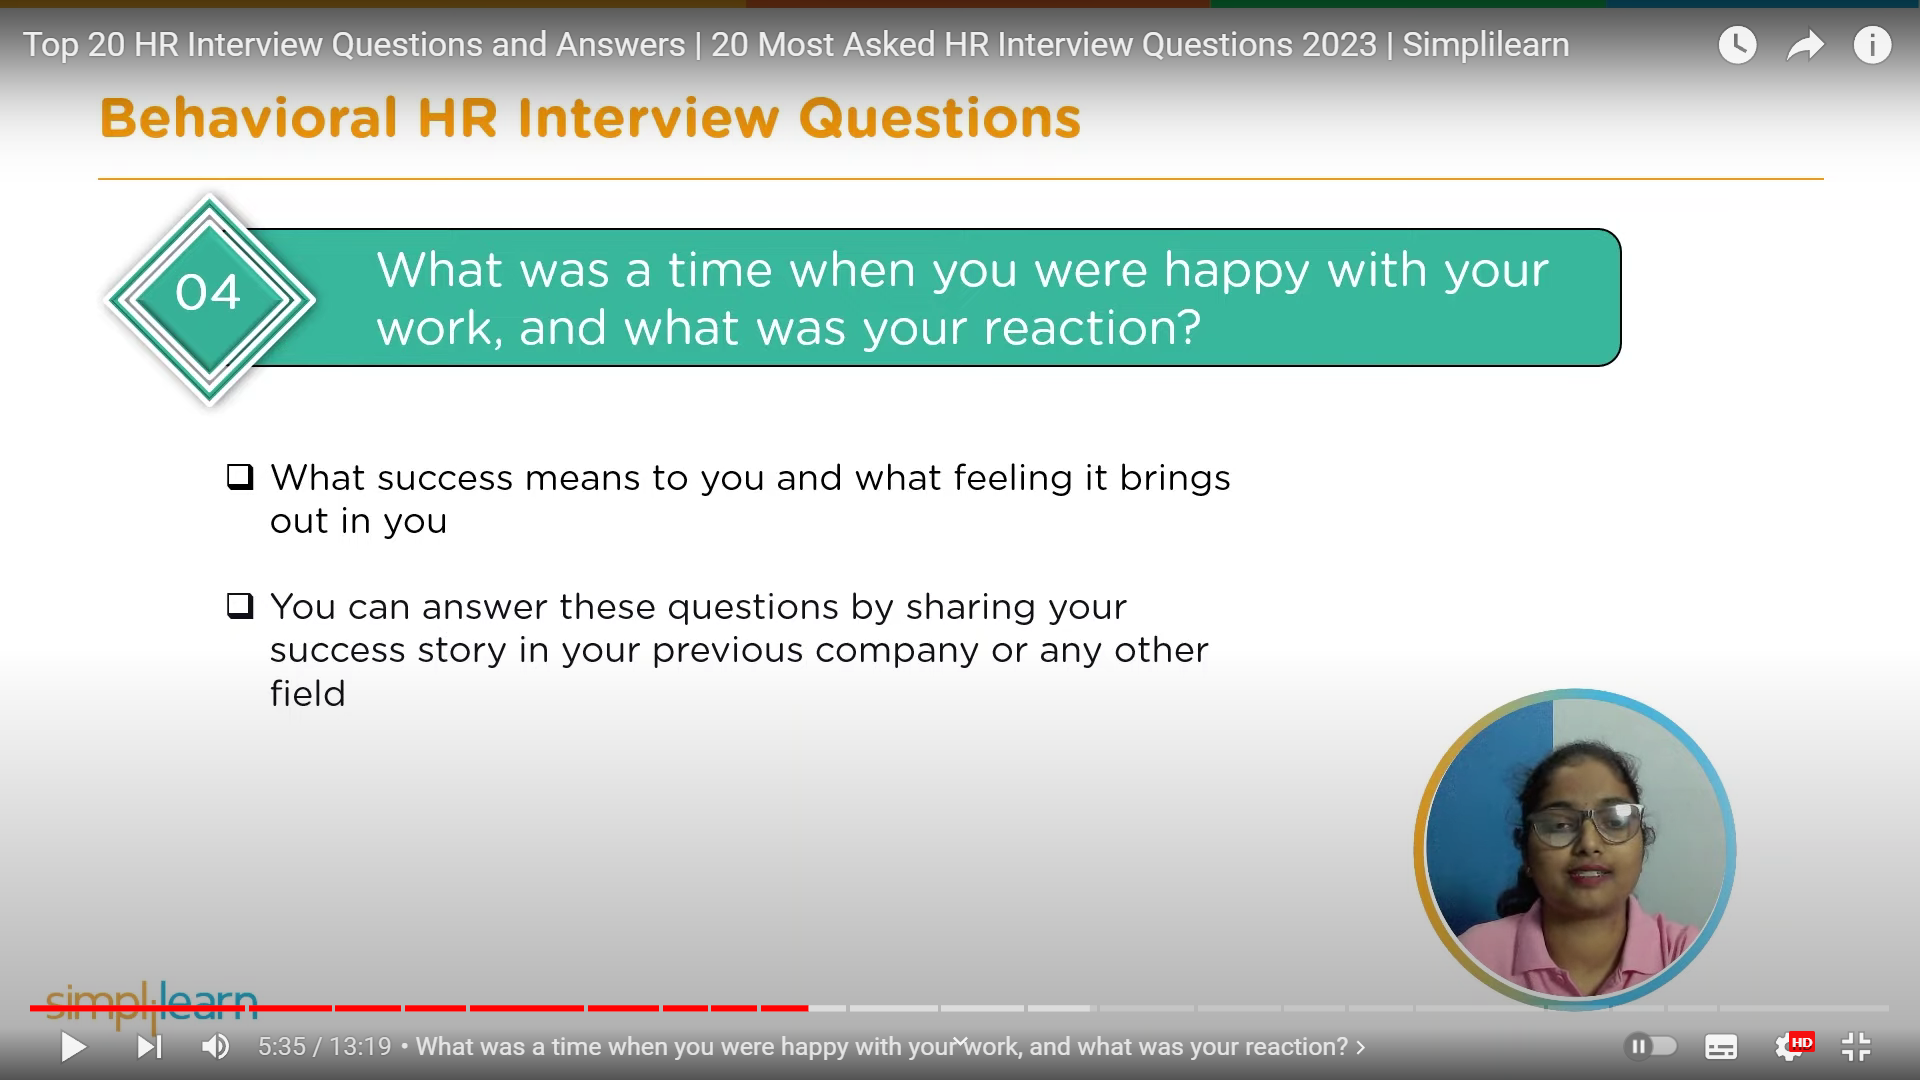 Top 20 HR Interview Questions and Answers | 20 Most Asked HR Interview Questions 2023 | Simplilearn
Behavioral HR Interview Questions
04
What was a time when you were happy with your
work, and what was your reaction?
What success means to you and what feeling it brings
out in you
You can answer these questions by sharing your
success story in your previous company or any other
field
simplilearn
5:35 / 13:19 • What was a time when you were happy with your work, and what was your reaction? >
HD